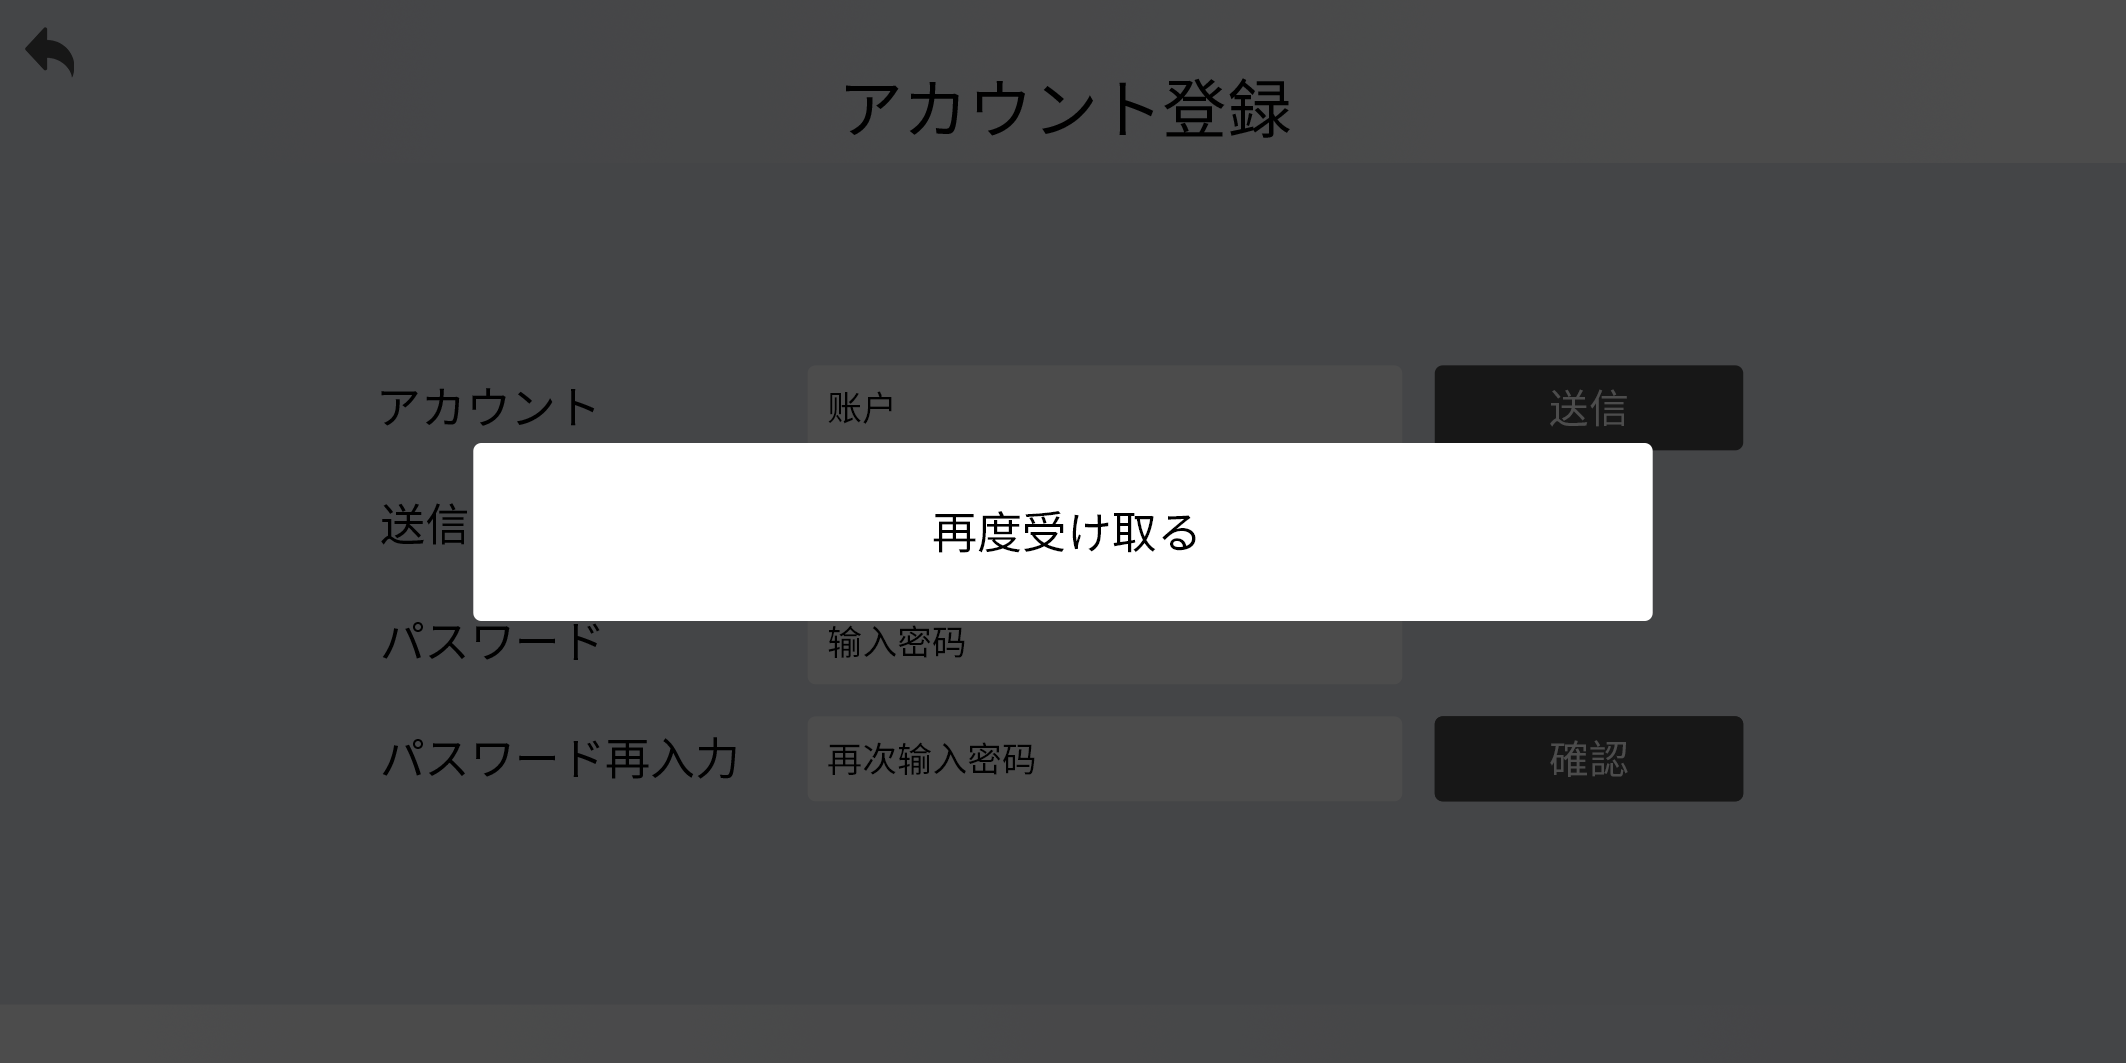 アカウント登録
アカウント
账户
送信
送信
再度受け取る
パスワード
输入密码
パスワード再入力
再次输入密码
確認